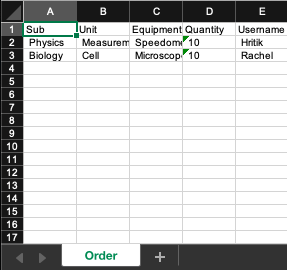 A B C D E
1 Sub Unit Equipment Quantity Username
2 Physics Measurem Speedome 10 Hritik
3 Biology Cell Microscop 10 Rachel
4
5
6
7
8
9
10
11
12
13
14
15
16
17
Order